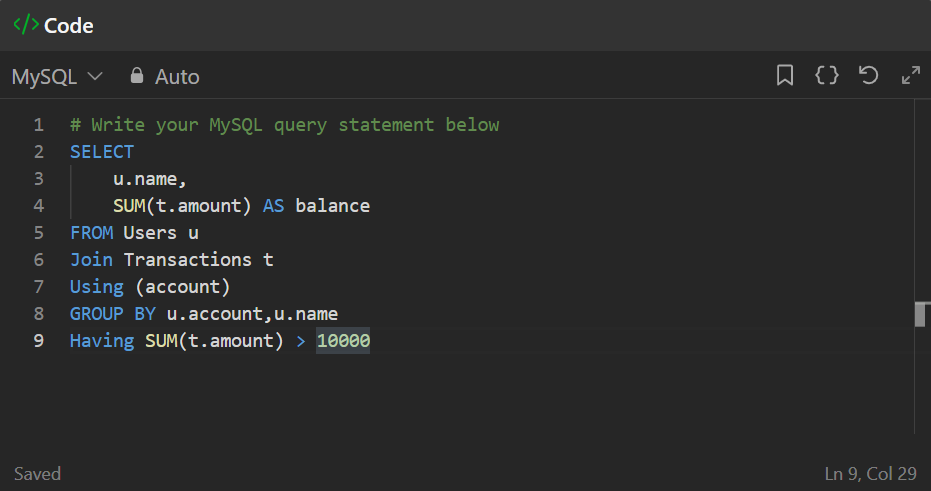 </> Code
MySQL Auto
1 # Write your MySQL query statement below
2 SELECT
3 u.name,
4 SUM(t.amount) AS balance
5 FROM Users u
6 Join Transactions t
7 Using (account)
8 GROUP BY u.account,u.name
9 Having SUM(t.amount) > 10000
Saved Ln 9, Col 29